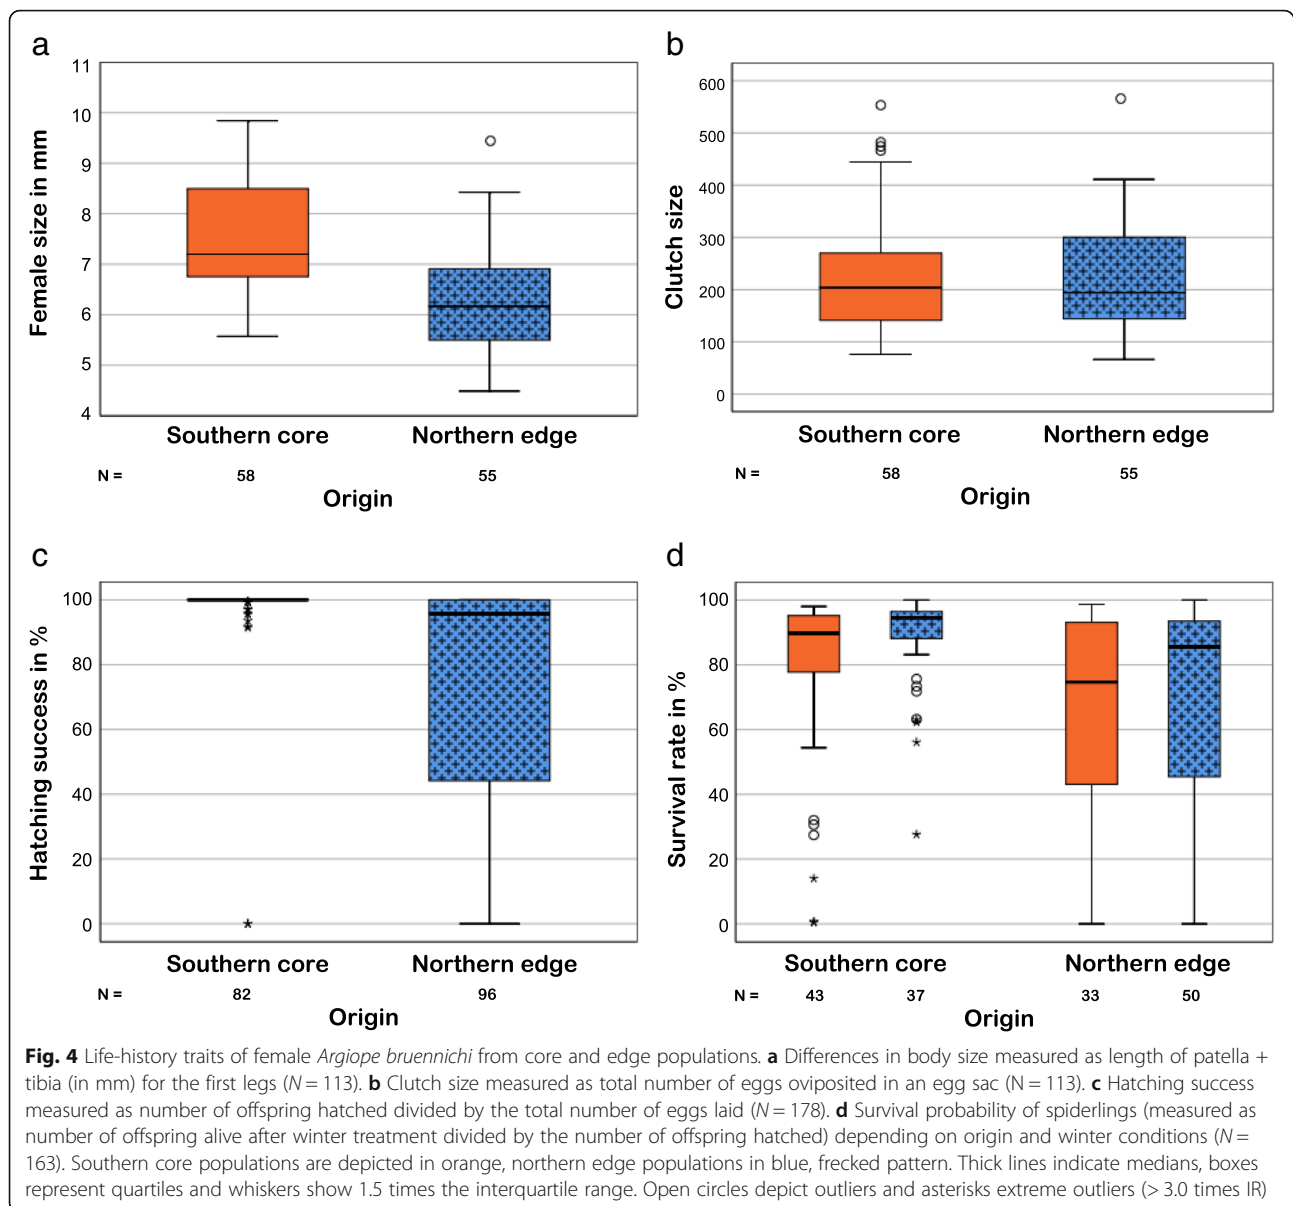 a
11
10
9
8
7
6
5
4
Female size in mm
Southern core Northern edge
N = 58 55
Origin
b
600
500
400
300
200
100
0
Clutch size
Southern core Northern edge
N = 58 55
Origin
c
100
80
60
40
20
0
Hatching success in %
Southern core Northern edge
N = 82 96
Origin
d
100
80
60
40
20
0
Survival rate in %
Southern core Northern edge
N = 43 37 33 50
Origin
Fig. 4 Life-history traits of female Argiope bruennichi from core and edge populations. a Differences in body size measured as length of patella +
tibia (in mm) for the first legs (N = 113). b Clutch size measured as total number of eggs oviposited in an egg sac (N = 113). c Hatching success
measured as number of offspring hatched divided by the total number of eggs laid (N = 178). d Survival probability of spiderlings (measured as
number of offspring alive after winter treatment divided by the number of offspring hatched) depending on origin and winter conditions (N =
163). Southern core populations are depicted in orange, northern edge populations in blue, frecked pattern. Thick lines indicate medians, boxes
represent quartiles and whiskers show 1.5 times the interquartile range. Open circles depict outliers and asterisks extreme outliers (> 3.0 times IR)